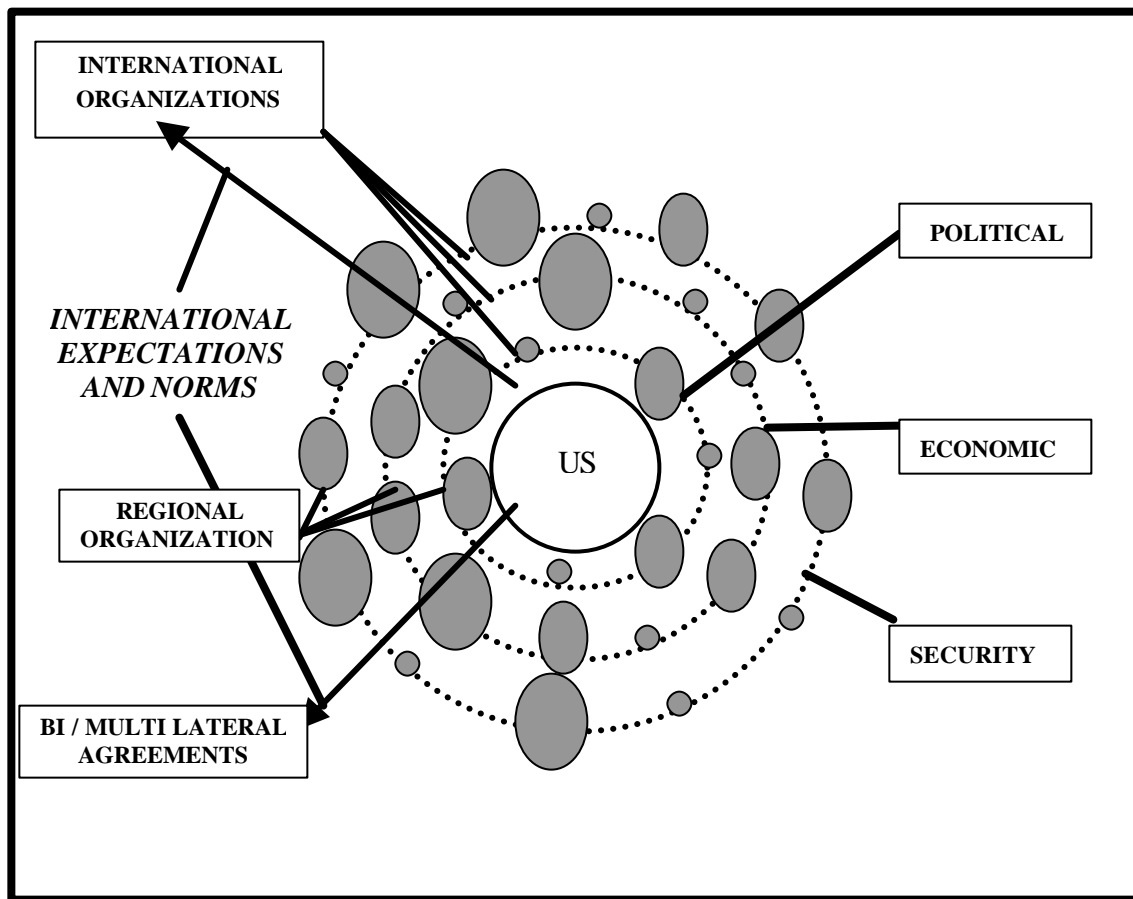 INTERNATIONAL
ORGANIZATIONS
POLITICAL
INTERNATIONAL
EXPECTATIONS
AND NORMS
US
ECONOMIC
REGIONAL
ORGANIZATION
SECURITY
BI / MULTI LATERAL
AGREEMENTS